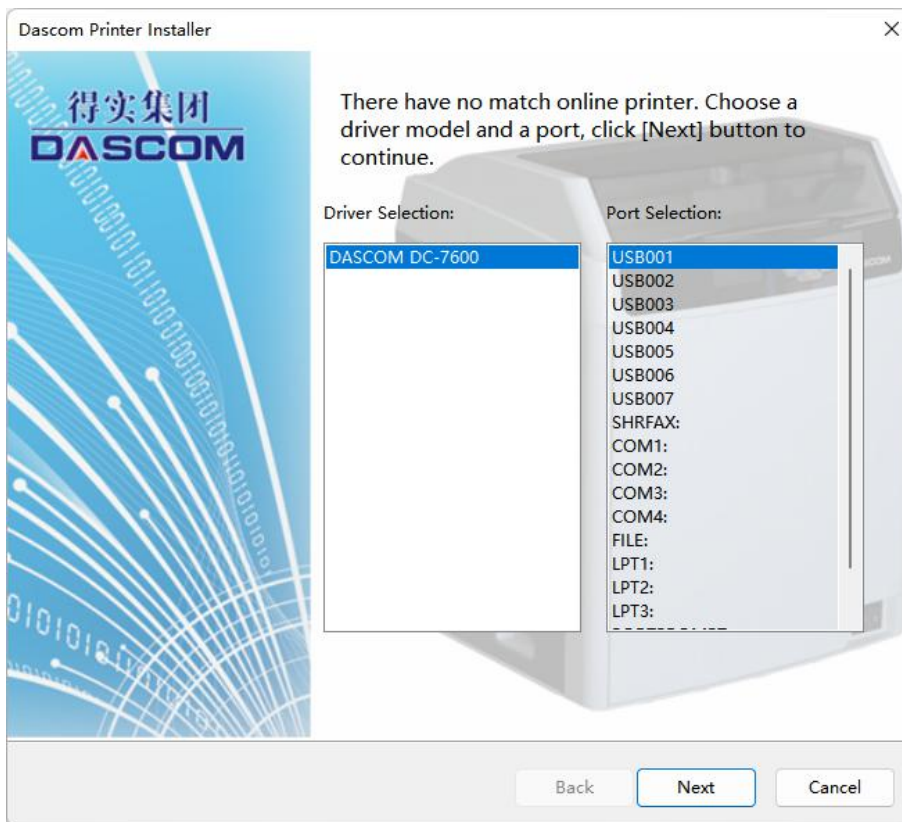 Dascom Printer Installer
得实集团
DASCOM
There have no match online printer. Choose a
driver model and a port, click [Next] button to
continue.
Driver Selection:
Port Selection:
DASCOM DC-7600
USB001
USB002
USB003
USB004
USB005
USB006
USB007
SHRFAX:
COM1:
COM2:
COM3:
COM4:
FILE:
LPT1:
LPT2:
LPT3:
Back
Next
Cancel